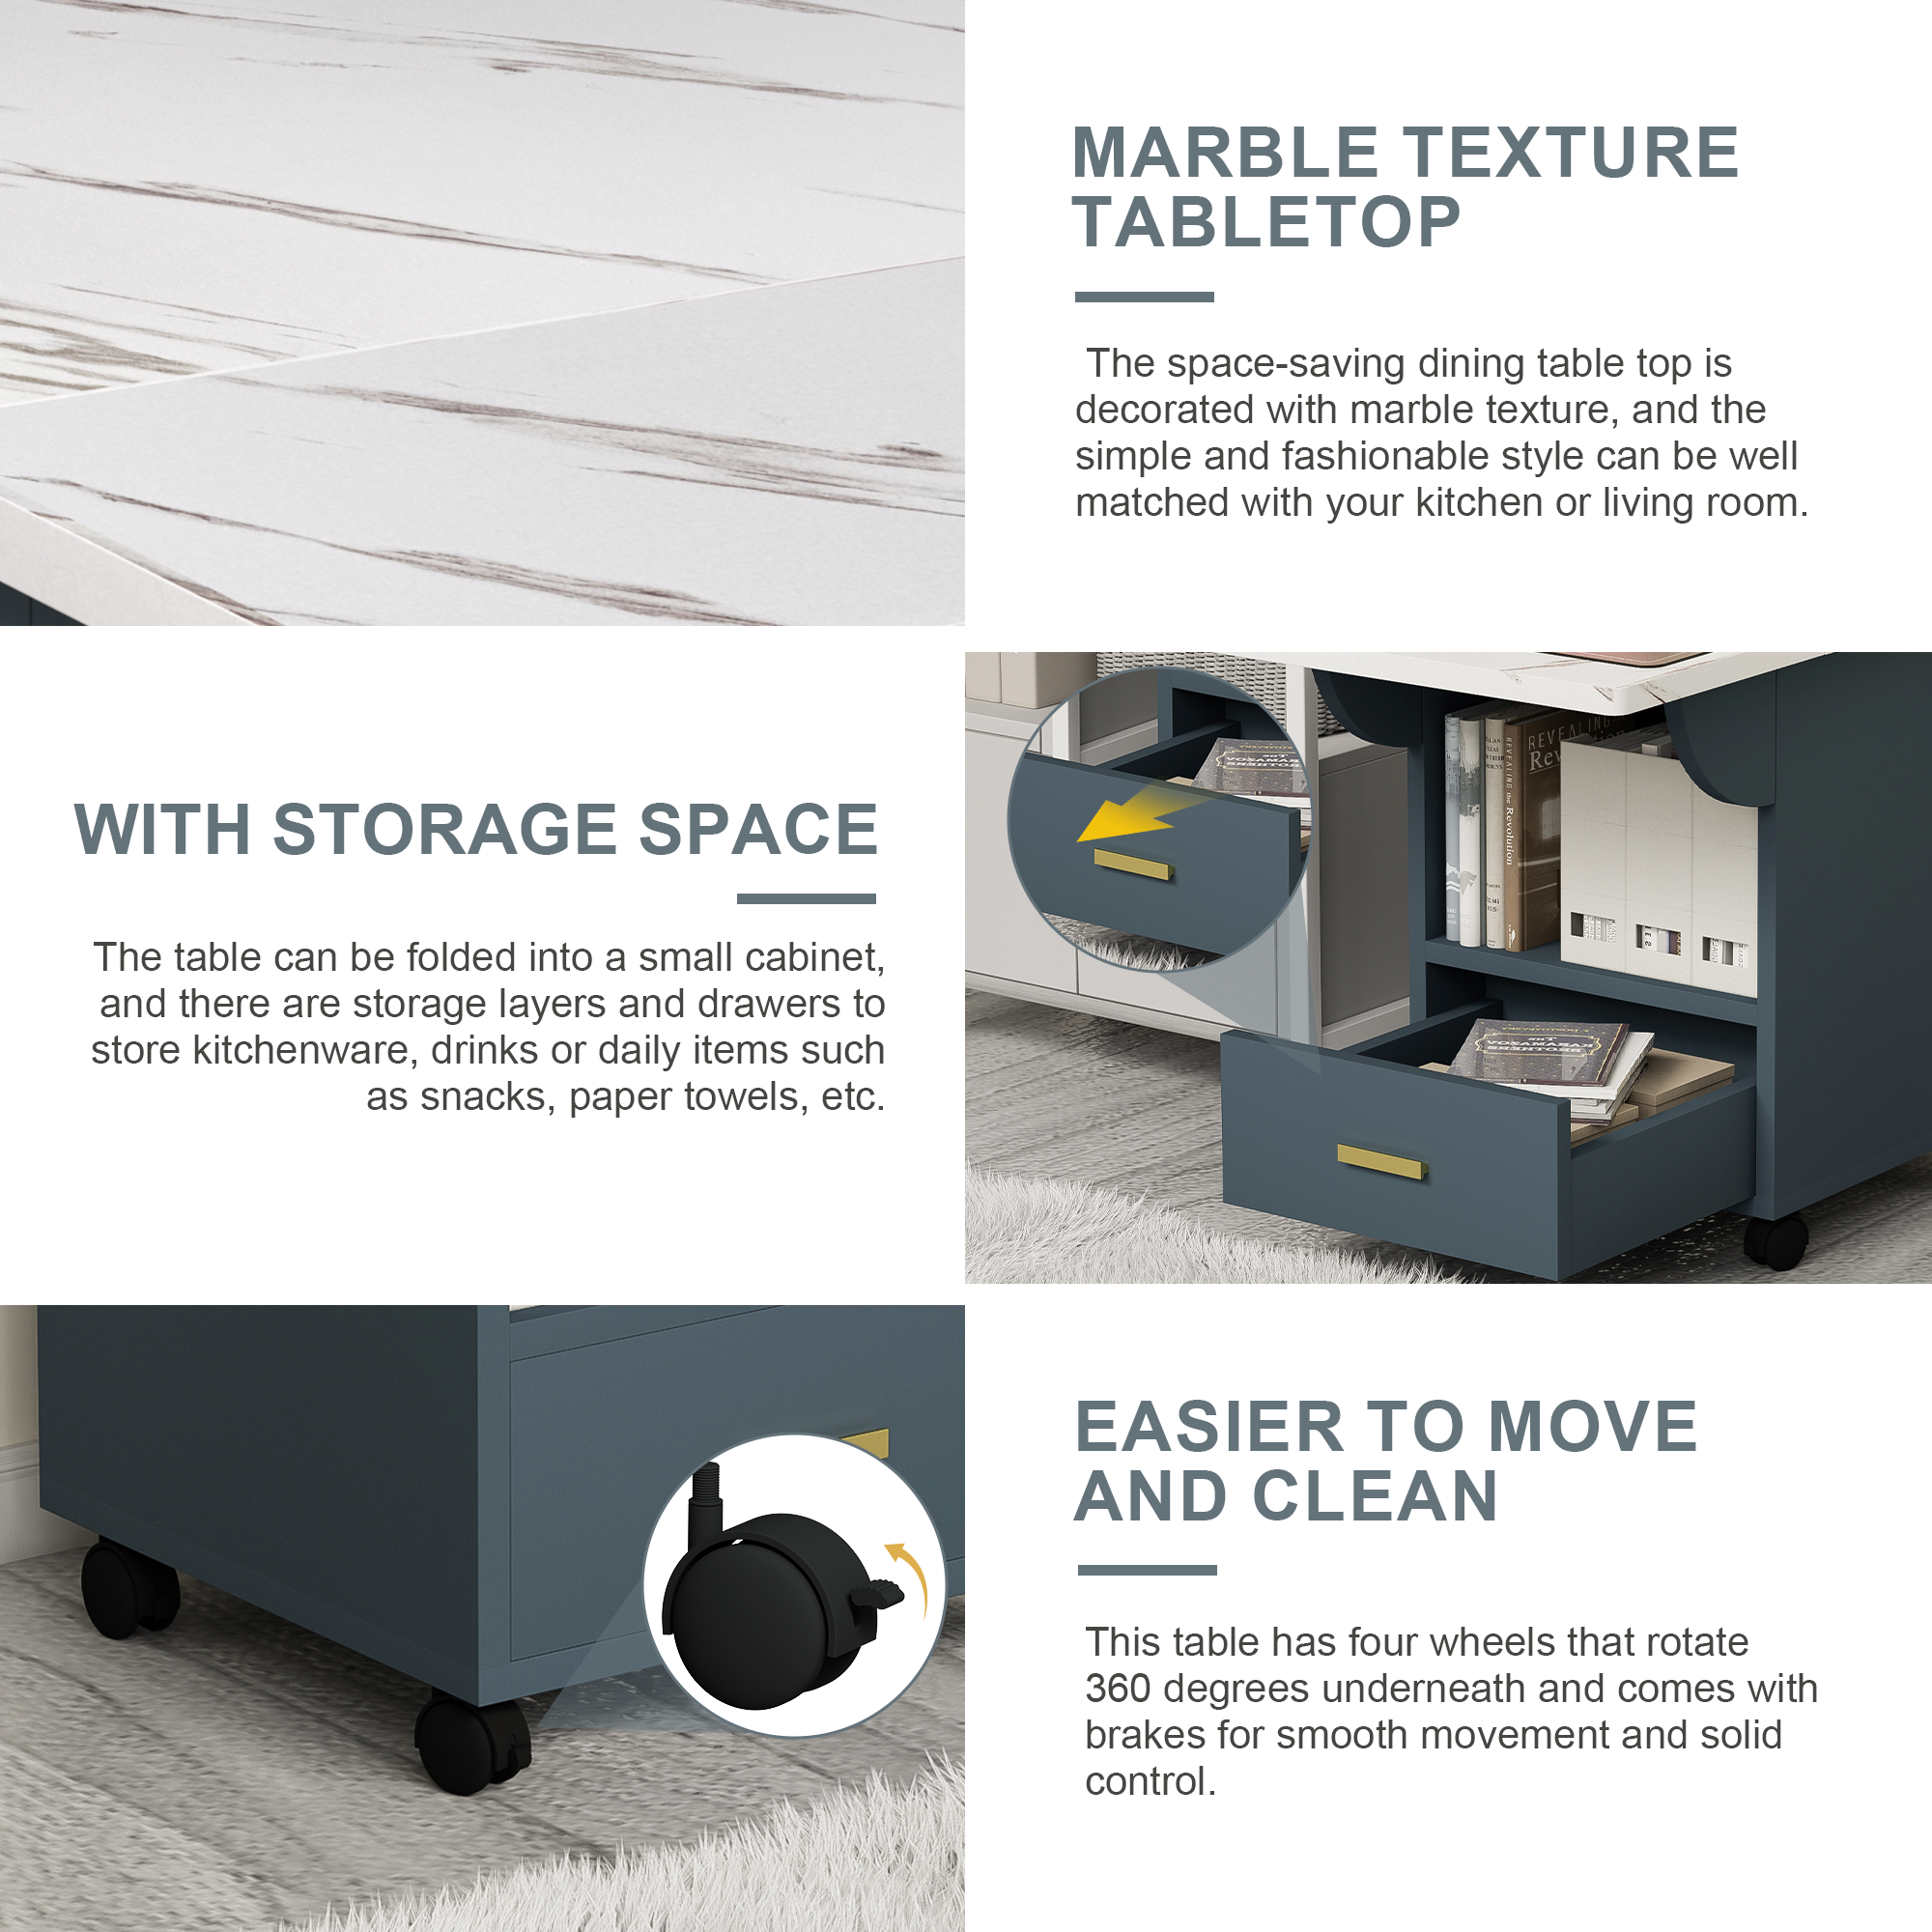 MARBLE TEXTURE
TABLETOP
The space-saving dining table top is
decorated with marble texture, and the
simple and fashionable style can be well
matched with your kitchen or living room.
WITH STORAGE SPACE
The table can be folded into a small cabinet,
and there are storage layers and drawers to
store kitchenware, drinks or daily items such
as snacks, paper towels, etc.
REVEALING
REVEALING the Revolution
The
KARAMAZOV
BROTHERS
EASIER TO MOVE
AND CLEAN
This table has four wheels that rotate
360 degrees underneath and comes with
brakes for smooth movement and solid
control.